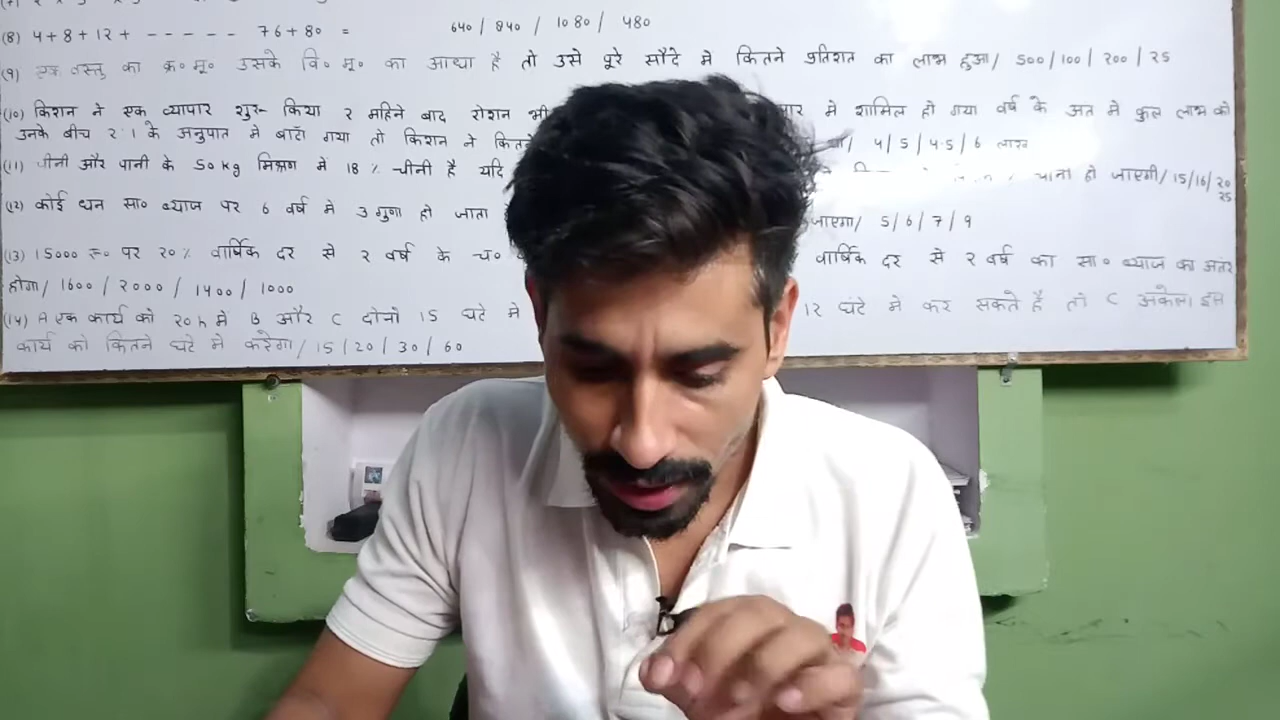 (8) 4+8+12+ ----- 76+80 = 640 / 840 / 1080 / 480
(9) एक वस्तु का क्र० मू० उसके वि० मू० का आधा है तो उसे पूरे सौदे मे कितने प्रतिशत का लाभ हुआ/ 500/100/200/25
(10) किशन ने एक व्यापार शुरु किया 2 महिने बाद रोशन भी मे शामिल हो गया वर्ष के अंत मे कुल लाभ को
उनके बीच 2:1 के अनुपात मे बाटा गया तो किशन ने 4/5/4.5/6 लाख
(11) चीनी और पानी के 50 kg मिश्रण मे 18 % चीनी है यदि हो जाएगी/ 15/16/20
25
(12) कोई धन सा० ब्याज पर 6 वर्ष मे 3 गुणा हो जाता जाएगा/ 5/6/7/9
(13) 15000 रु० पर 20% वार्षिक दर से 2 वर्ष के च० वार्षिक दर से 2 वर्ष का सा० ब्याज का अंतर
होगा/ 1600 / 2000 / 1400 / 1000
(14) A एक कार्य को 20 h मे B और C दोनो 15 घंटे मे 12 घंटे मे कर सकते है तो C अकेला इस
कार्य को कितने घंटे मे करेगा/ 15/20/30/60